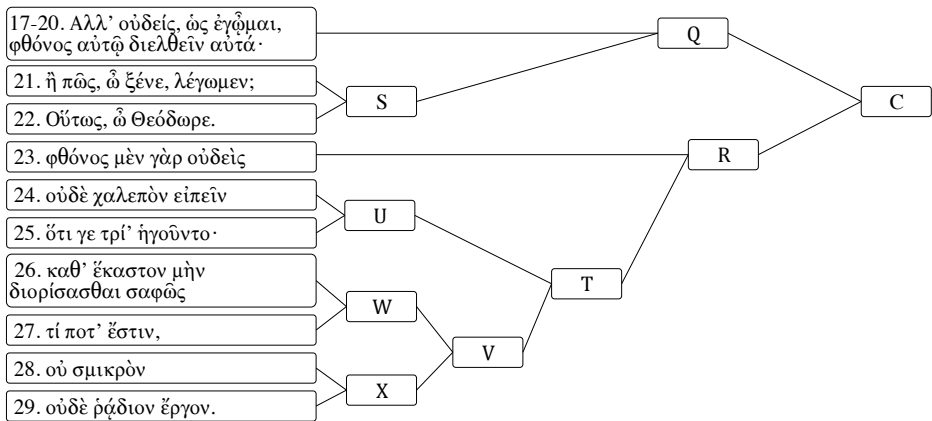 17-20. Αλλ’ οὐδείς, ὡς ἐγᾦμαι,
φθόνος αὐτῷ διελθεῖν αὐτά·
Q
21. ἢ πῶς, ὦ ξένε, λέγωμεν;
S
C
22. Οὕτως, ὦ Θεόδωρε.
23. φθόνος μὲν γὰρ οὐδεὶς
R
24. οὐδὲ χαλεπὸν εἰπεῖν
U
25. ὅτι γε τρί’ ἡγοῦντο·
26. καθ’ ἕκαστον μὴν
διορίσασθαι σαφῶς
T
W
27. τί ποτ’ ἔστιν,
V
28. οὐ σμικρὸν
X
29. οὐδὲ ῥᾴδιον ἔργον.